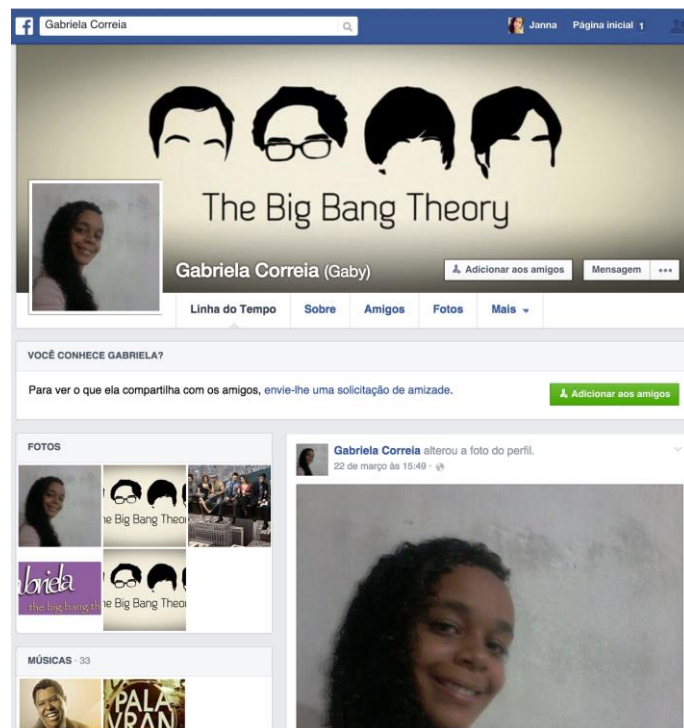 Gabriela Correia
Janna Página inicial 1
The Big Bang Theory
Gabriela Correia (Gaby)
Adicionar aos amigos Mensagem
Linha do Tempo Sobre Amigos Fotos Mais
VOCÊ CONHECE GABRIELA?
Para ver o que ela compartilha com os amigos, envie-lhe uma solicitação de amizade.
Adicionar aos amigos
FOTOS
e Big Bang Theo
briela
the big bang th
e Big Bang Theo
Gabriela Correia alterou a foto do perfil.
22 de março às 15:49 ·
MÚSICAS · 33
PALA
VRAN